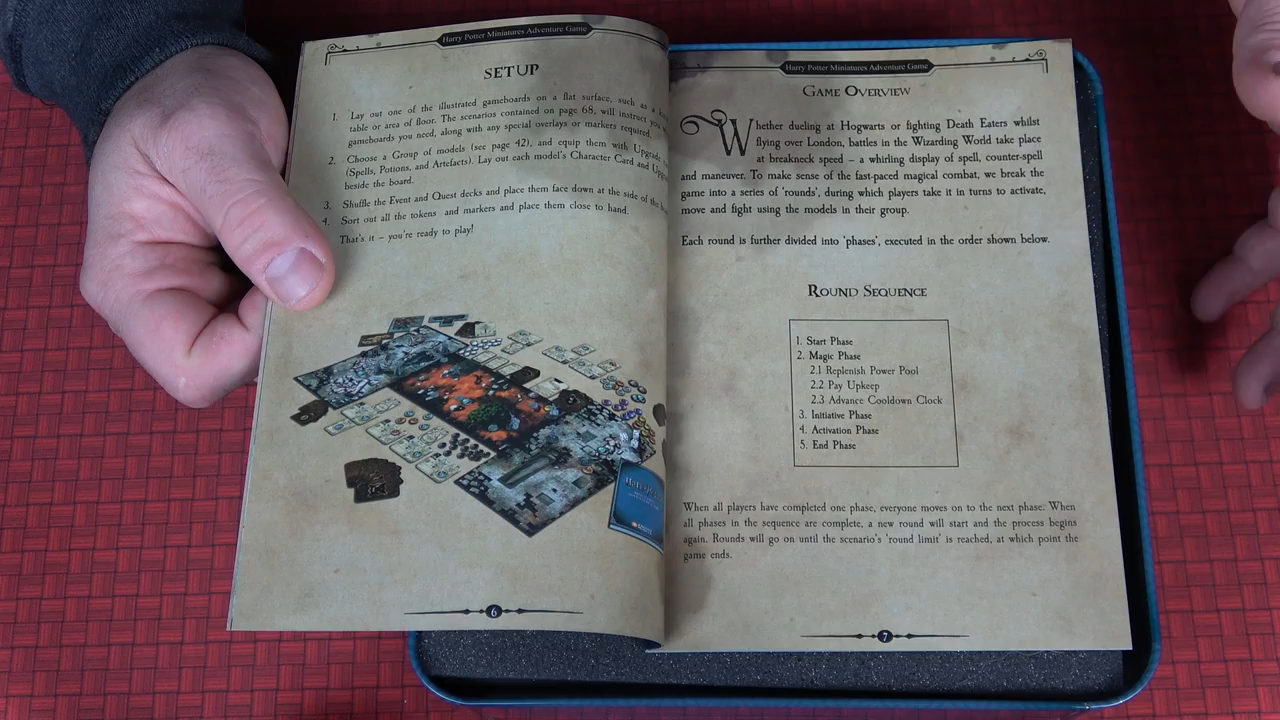 Harry Potter Miniatures Adventure Game
SETUP
1. Lay out one of the illustrated gameboards on a flat surface, such as a
table or area of floor. The scenarios contained on page 68, will instruct
gameboards you need, along with any special overlays or markers required.
2. Choose a Group of models (see page 42), and equip them with Upgrade
(Spells, Potions, and Artefacts). Lay out each model's Character Card and
beside the board.
3. Shuffle the Event and Quest decks and place them face down at the side of the
4. Sort out all the tokens and markers and place them close to hand.
That's it – you're ready to play!
6
Harry Potter Miniatures Adventure Game
Game Overview
Whether dueling at Hogwarts or fighting Death Eaters whilst
flying over London, battles in the Wizarding World take place
at breakneck speed – a whirling display of spell, counter-spell
and maneuver. To make sense of the fast-paced magical combat, we break the
game into a series of 'rounds', during which players take it in turns to activate,
move and fight using the models in their group.
Each round is further divided into 'phases', executed in the order shown below.
Round Sequence
1. Start Phase
2. Magic Phase
2.1 Replenish Power Pool
2.2 Pay Upkeep
2.3 Advance Cooldown Clock
3. Initiative Phase
4. Activation Phase
5. End Phase
When all players have completed one phase, everyone moves on to the next phase. When
all phases in the sequence are complete, a new round will start and the process begins
again. Rounds will go on until the scenario's 'round limit' is reached, at which point the
game ends.
7